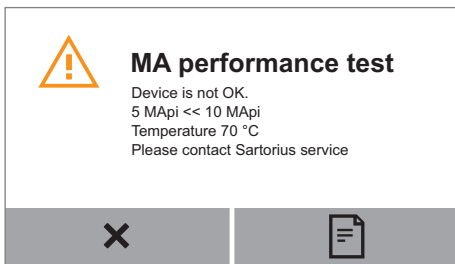 MA performance test
Device is not OK.
5 MApi << 10 MApi
Temperature 70 °C
Please contact Sartorius service